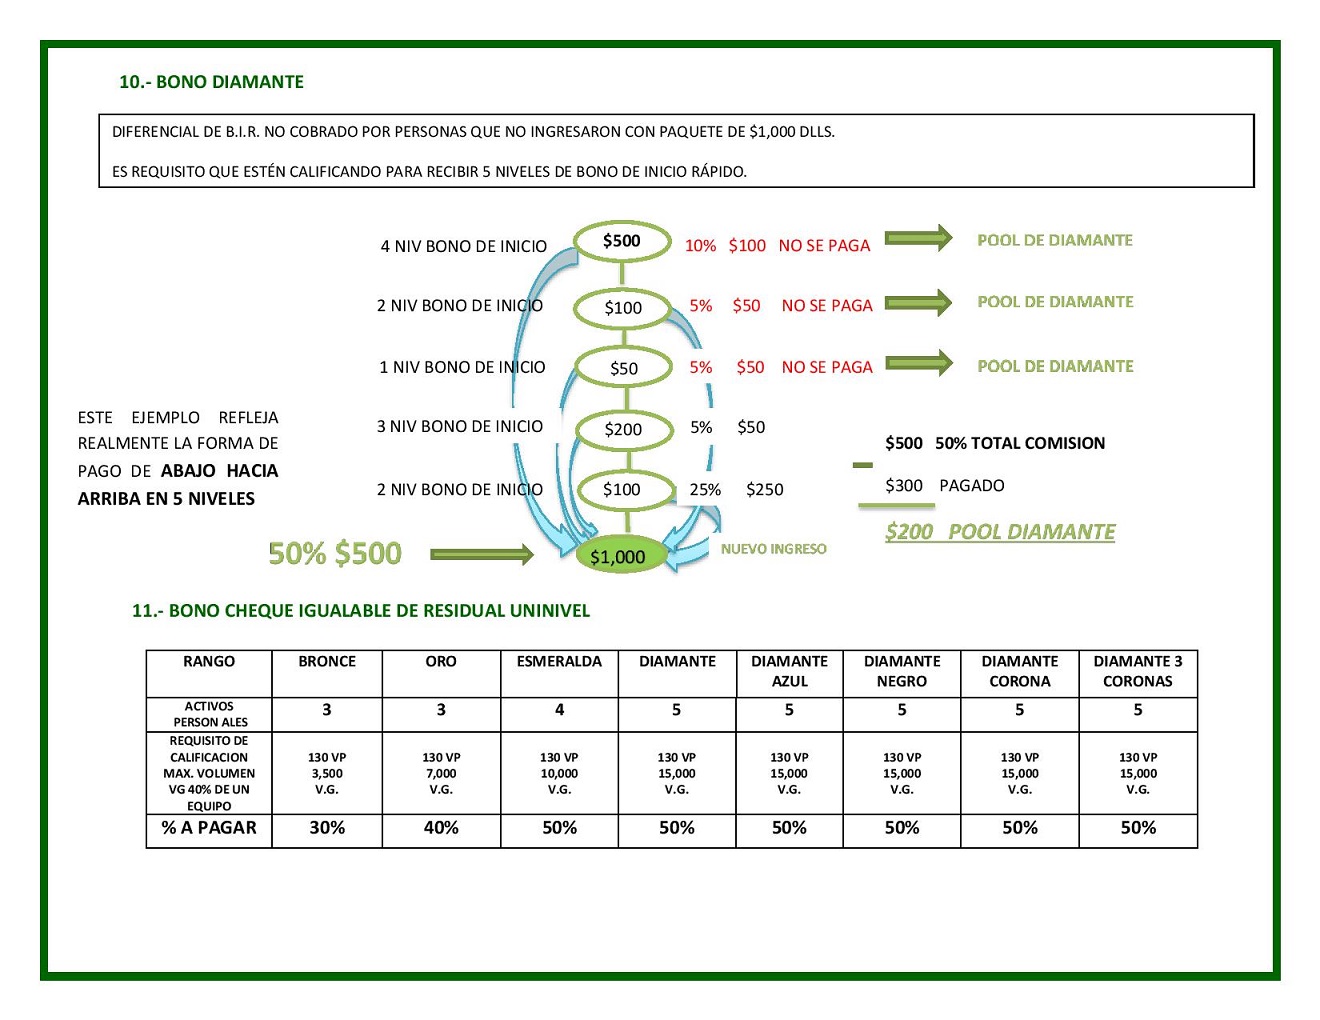 10.- BONO DIAMANTE
DIFERENCIAL DE B.I.R. NO COBRADO POR PERSONAS QUE NO INGRESARON CON PAQUETE DE $1,000 DLLS.
ES REQUISITO QUE ESTÉN CALIFICANDO PARA RECIBIR 5 NIVELES DE BONO DE INICIO RÁPIDO.
4 NIV BONO DE INICIO $500 10% $100 NO SE PAGA POOL DE DIAMANTE
2 NIV BONO DE INICIO $100 5% $50 NO SE PAGA POOL DE DIAMANTE
1 NIV BONO DE INICIO $50 5% $50 NO SE PAGA POOL DE DIAMANTE
3 NIV BONO DE INICIO $200 5% $50
2 NIV BONO DE INICIO $100 25% $250
ESTE EJEMPLO REFLEJA
REALMENTE LA FORMA DE
PAGO DE ABAJO HACIA
ARRIBA EN 5 NIVELES
$500 50% TOTAL COMISION
$300 PAGADO
$200 POOL DIAMANTE
50% $500 $1,000 NUEVO INGRESO
11.- BONO CHEQUE IGUALABLE DE RESIDUAL UNINIVEL
RANGO BRONCE ORO ESMERALDA DIAMANTE DIAMANTE DIAMANTE DIAMANTE DIAMANTE 3
AZUL NEGRO CORONA CORONAS
ACTIVOS
PERSON ALES 3 3 4 5 5 5 5 5
REQUISITO DE
CALIFICACION 130 VP 130 VP 130 VP 130 VP 130 VP 130 VP 130 VP 130 VP
MAX. VOLUMEN 3,500 7,000 10,000 15,000 15,000 15,000 15,000 15,000
VG 40% DE UN V.G. V.G. V.G. V.G. V.G. V.G. V.G. V.G.
EQUIPO
% A PAGAR 30% 40% 50% 50% 50% 50% 50% 50%